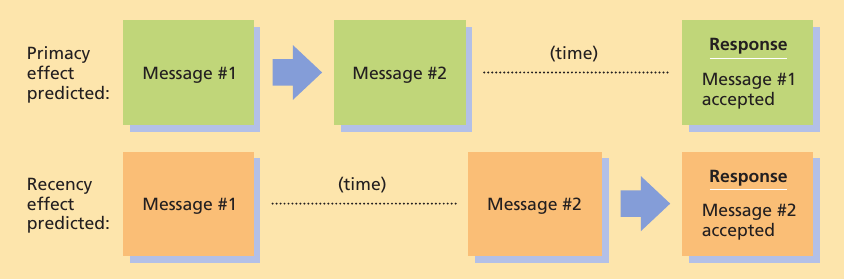 Primacy
effect
predicted:
Message #1
Message #2
(time)
Response
Message #1
accepted
Recency
effect
predicted:
Message #1
(time)
Message #2
Response
Message #2
accepted